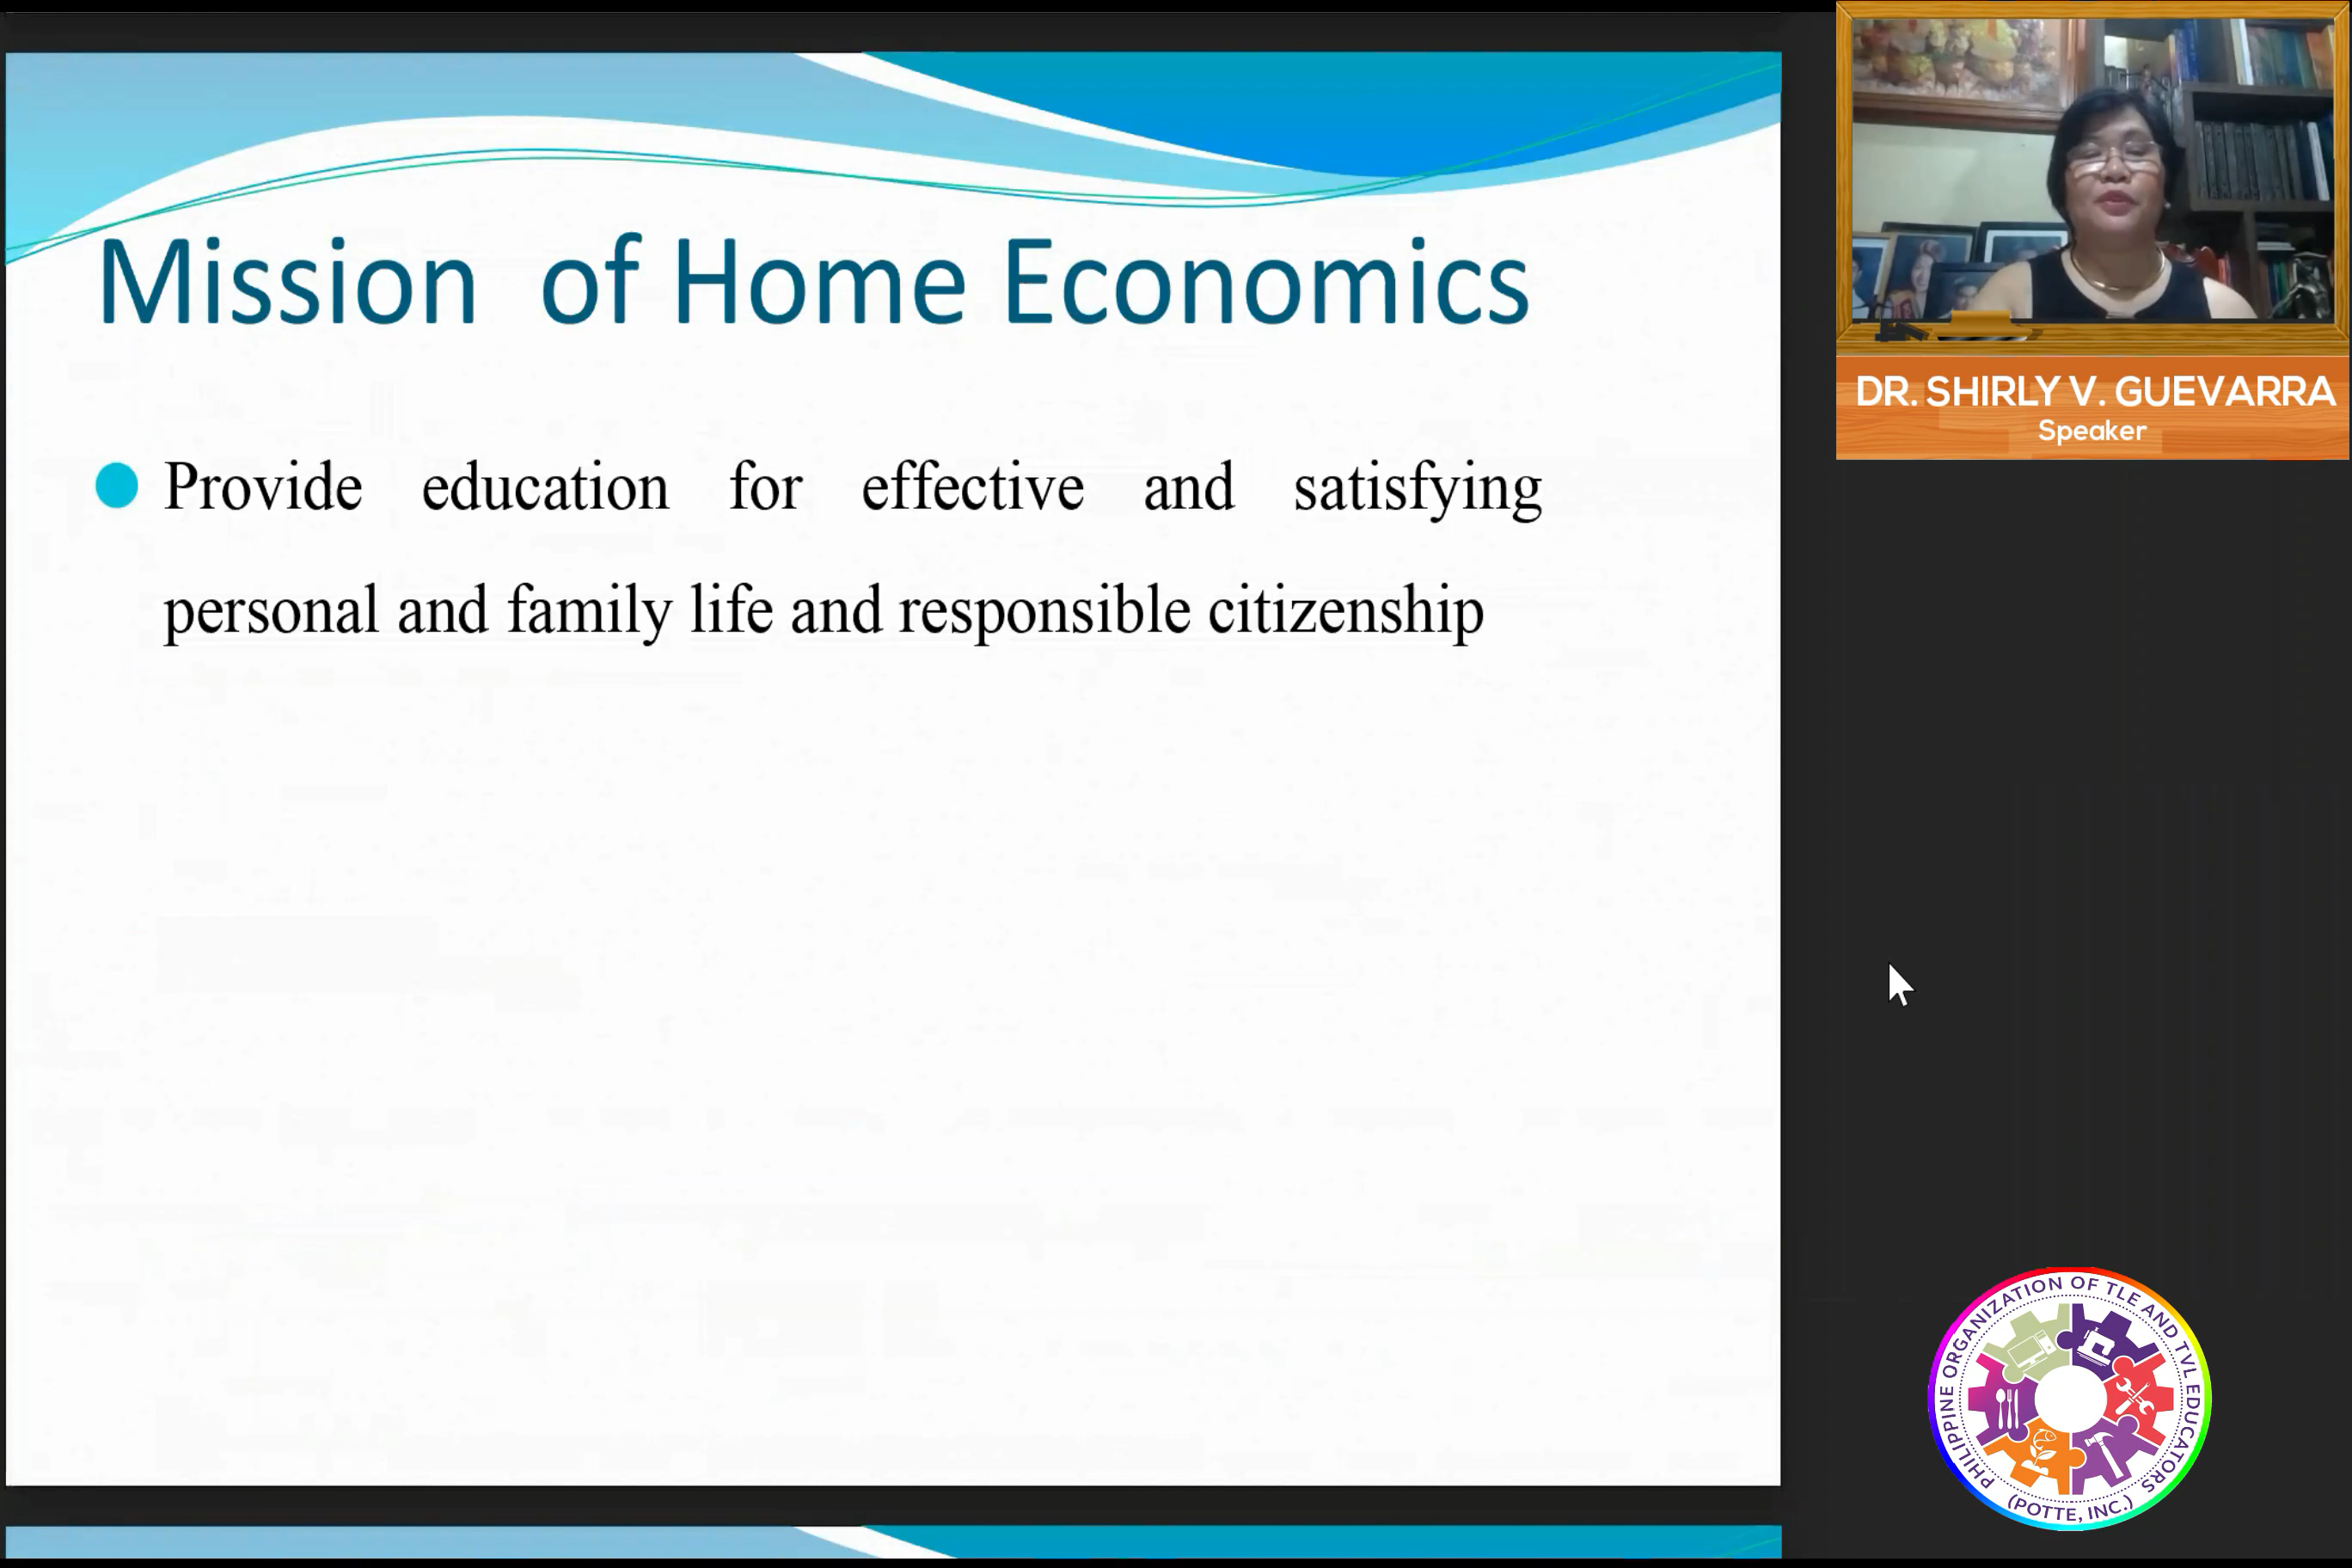 Mission of Home Economics
Provide education for effective and satisfying
personal and family life and responsible citizenship
DR. SHIRLY V. GUEVARRA
Speaker
PHILIPPINE ORGANIZATION OF TLE AND TVL EDUCATORS
(POTTE, INC.)